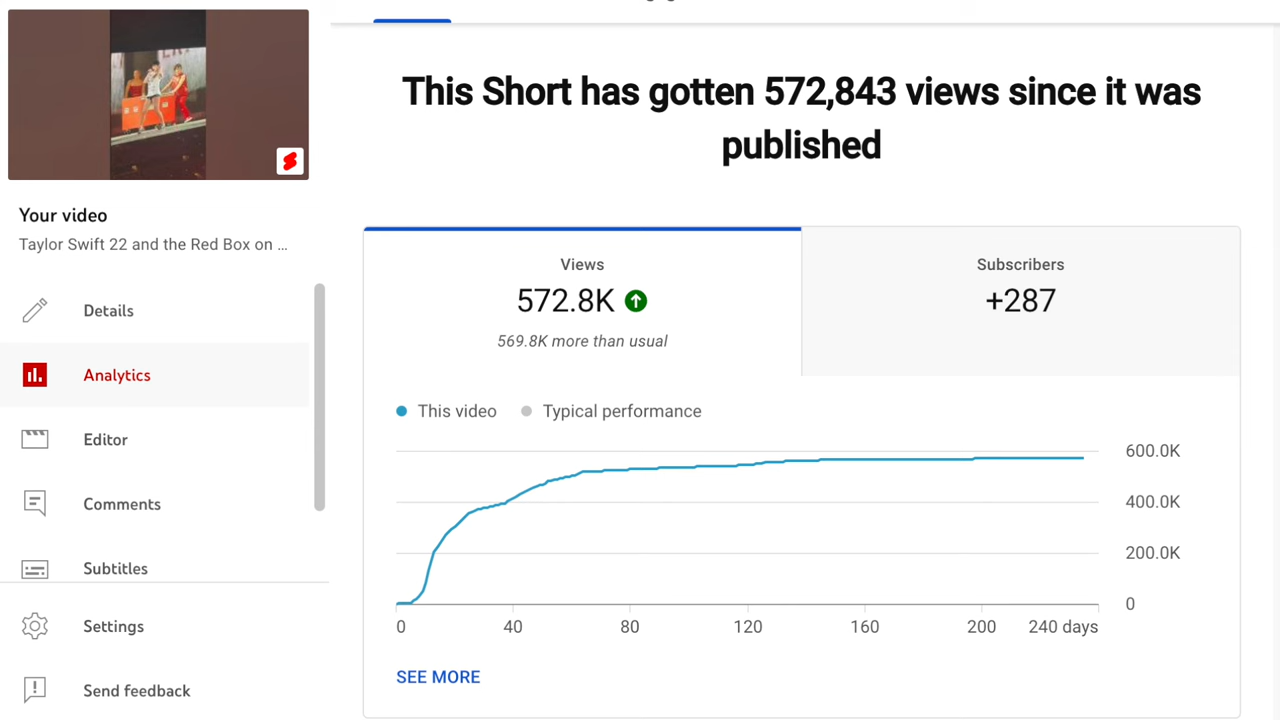 This Short has gotten 572,843 views since it was
published
Your video
Taylor Swift 22 and the Red Box on ...
Details
Analytics
Editor
Comments
Subtitles
Settings
Send feedback
Views
572.8K
569.8K more than usual
Subscribers
+287
This video
Typical performance
600.0K
400.0K
200.0K
0
0 40 80 120 160 200 240 days
SEE MORE